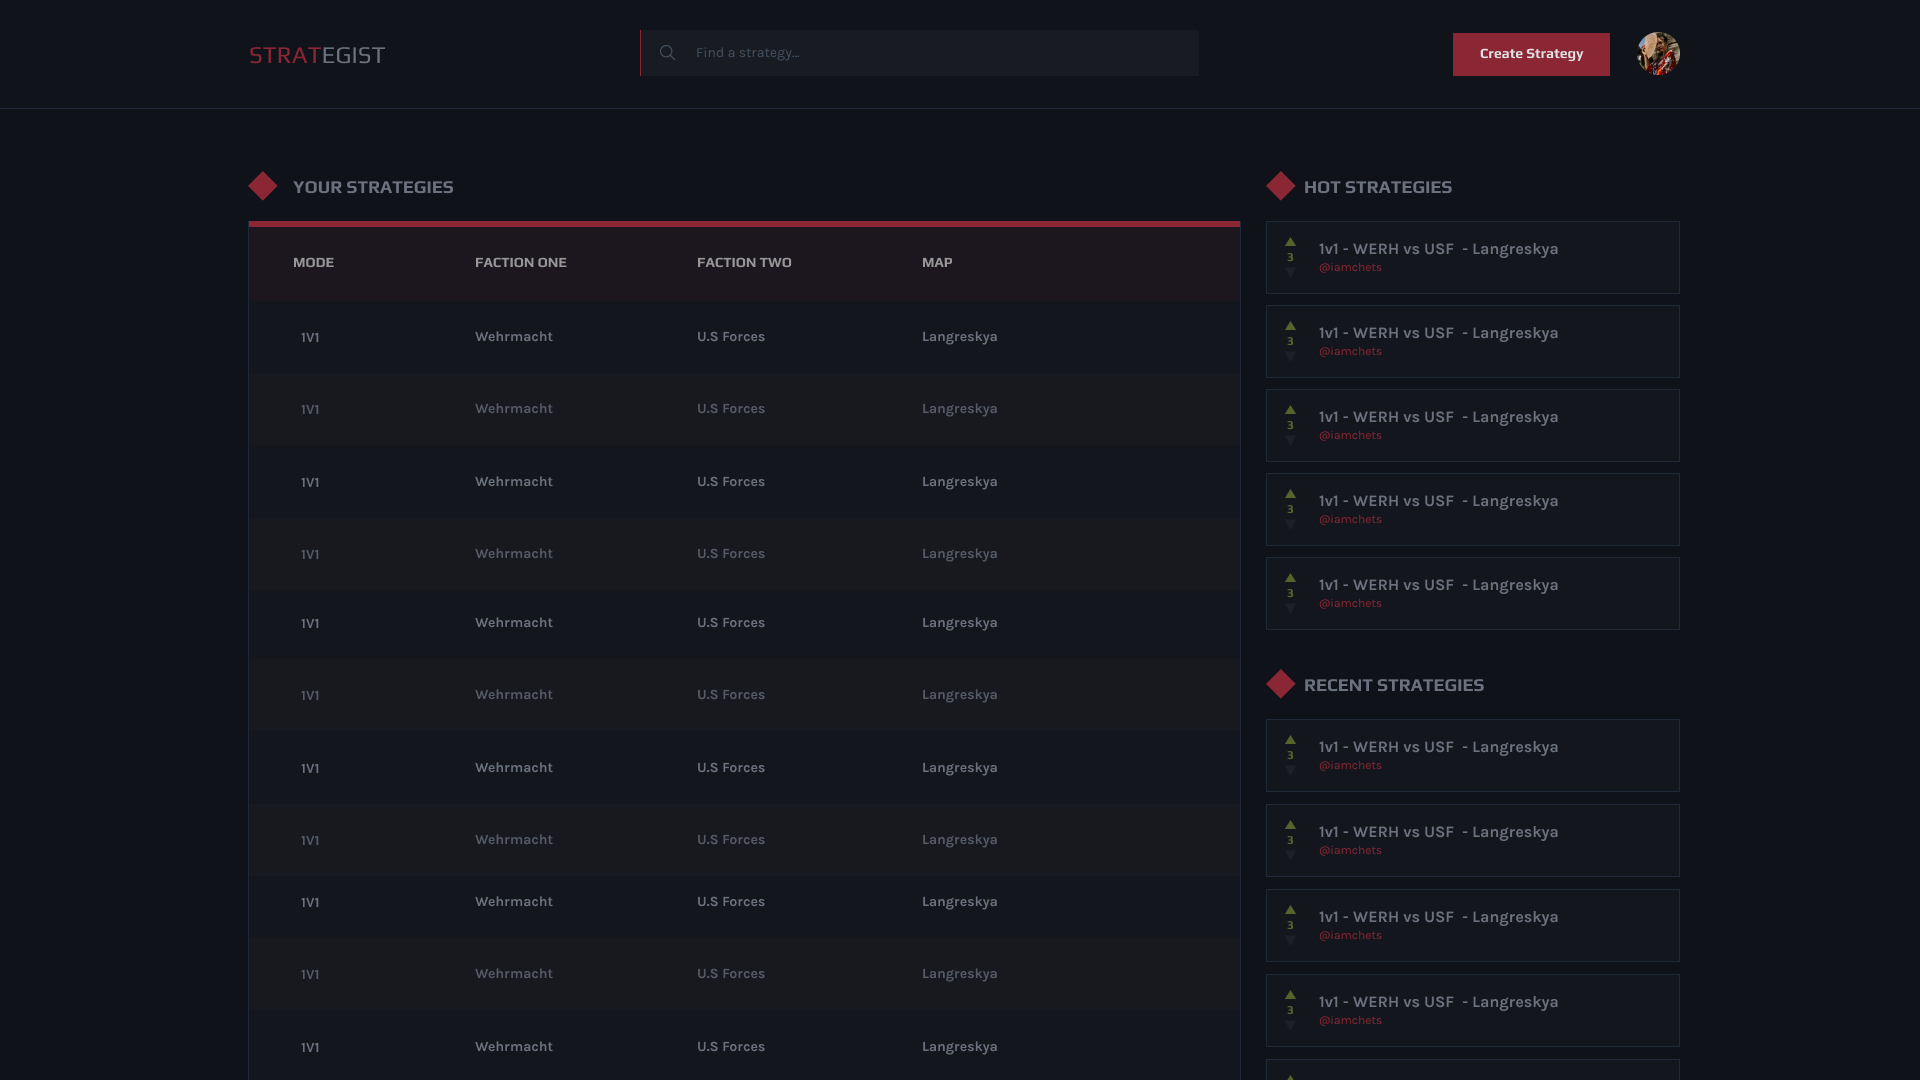 STRATEGIST
Find a strategy...
Create Strategy
YOUR STRATEGIES
MODE FACTION ONE FACTION TWO MAP
1V1 Wehrmacht U.S Forces Langreskya
1V1 Wehrmacht U.S Forces Langreskya
1V1 Wehrmacht U.S Forces Langreskya
1V1 Wehrmacht U.S Forces Langreskya
1V1 Wehrmacht U.S Forces Langreskya
1V1 Wehrmacht U.S Forces Langreskya
1V1 Wehrmacht U.S Forces Langreskya
1V1 Wehrmacht U.S Forces Langreskya
1V1 Wehrmacht U.S Forces Langreskya
1V1 Wehrmacht U.S Forces Langreskya
1V1 Wehrmacht U.S Forces Langreskya
HOT STRATEGIES
3
1v1 - WERH vs USF - Langreskya
@iamchets
3
1v1 - WERH vs USF - Langreskya
@iamchets
3
1v1 - WERH vs USF - Langreskya
@iamchets
3
1v1 - WERH vs USF - Langreskya
@iamchets
3
1v1 - WERH vs USF - Langreskya
@iamchets
RECENT STRATEGIES
3
1v1 - WERH vs USF - Langreskya
@iamchets
3
1v1 - WERH vs USF - Langreskya
@iamchets
3
1v1 - WERH vs USF - Langreskya
@iamchets
3
1v1 - WERH vs USF - Langreskya
@iamchets